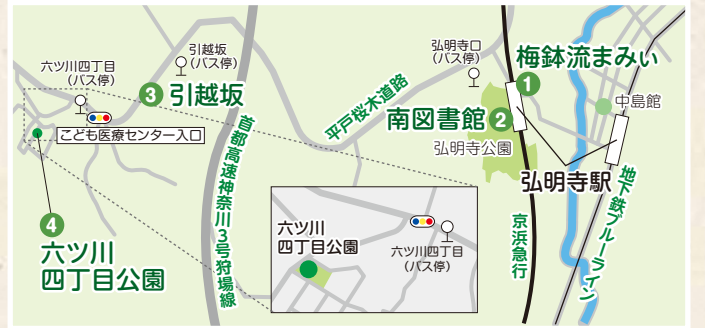 六ツ川四丁目
（バス停）
引越坂
（バス停）
③ 引越坂
こども医療センター入口
④
六ツ川
四丁目公園
首都高速神奈川3号狩場線
平戸桜木道路
弘明寺口
（バス停）
梅鉢流まみぃ
①
南図書館 ②
弘明寺公園
中島館
弘明寺駅
京浜急行
地下鉄ブルーライン
六ツ川
四丁目公園
六ツ川四丁目
（バス停）